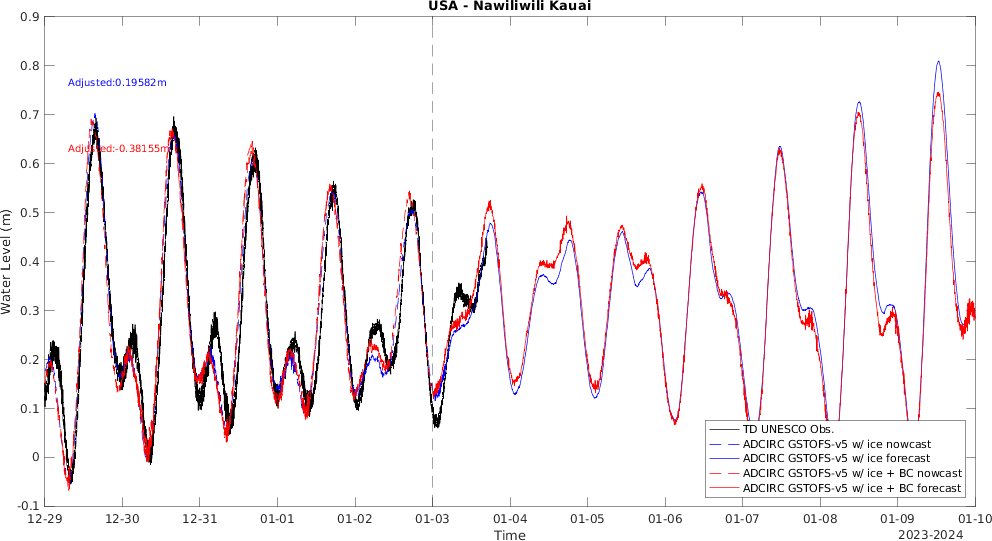 USA - Nawiliwili Kauai
0.9
0.8
Adjusted:0.19582m
0.7
Adjusted:-0.38155m
0.6
0.5
0.4
0.3
0.2
0.1
0
-0.1
Water Level (m)
TD UNESCO Obs.
ADCIRC GSTOFS-v5 w/ ice nowcast
ADCIRC GSTOFS-v5 w/ ice forecast
ADCIRC GSTOFS-v5 w/ ice + BC nowcast
ADCIRC GSTOFS-v5 w/ ice + BC forecast
12-29 12-30 12-31 01-01 01-02 01-03 01-04 01-05 01-06 01-07 01-08 01-09 01-10
Time
2023-2024